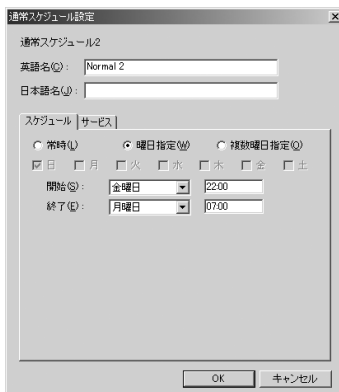 通常スケジュール設定
通常スケジュール2
英語名(C): Normal 2
日本語名(J):
スケジュール サービス
常時(L) 曜日指定(W) 複数曜日指定(O)
日 月 火 水 木 金 土
開始(S): 金曜日 22:00
終了(E): 月曜日 07:00
OK キャンセル